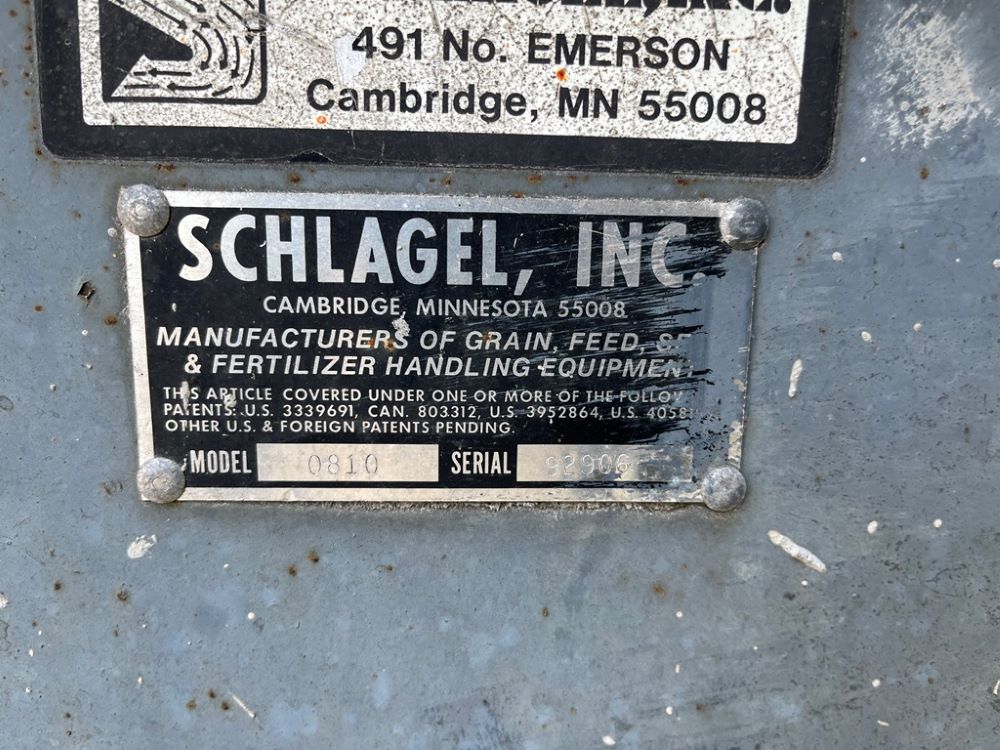 INC.
491 No. EMERSON
Cambridge, MN 55008
SCHLAGEL, INC.
CAMBRIDGE, MINNESOTA 55008
MANUFACTURERS OF GRAIN, FEED,
& FERTILIZER HANDLING EQUIPMENT
THIS ARTICLE COVERED UNDER ONE OR MORE OF THE
PATENTS: U.S. 3339691, CAN. 803312, U.S. 3952864, U.S.
OTHER U.S. & FOREIGN PATENTS PENDING.
MODEL 0810 SERIAL 92906